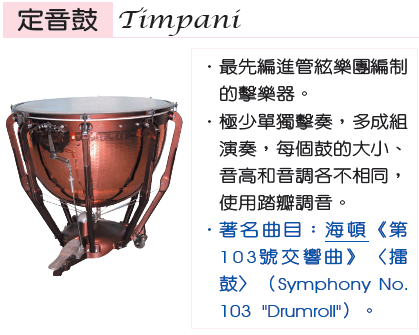 定音鼓 Timpani
·最先編進管絃樂團編制
的擊樂器。
·極少單獨擊奏，多成組
演奏，每個鼓的大小、
音高和音調各不相同，
使用踏瓣調音。
·著名曲目：海頓《第
103號交響曲》〈擂
鼓〉（Symphony No.
103 "Drumroll"）。